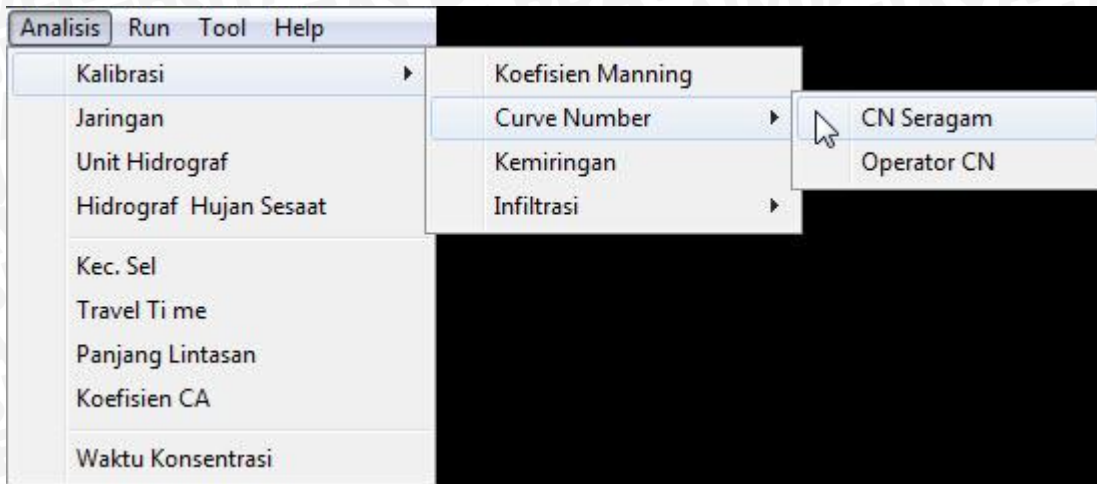 Analisis Run Tool Help
Kalibrasi
Jaringan
Unit Hidrograf
Hidrograf Hujan Sesaat
Kec. Sel
Travel Ti me
Panjang Lintasan
Koefisien CA
Waktu Konsentrasi
Koefisien Manning
Curve Number
Kemiringan
Infiltrasi
CN Seragam
Operator CN